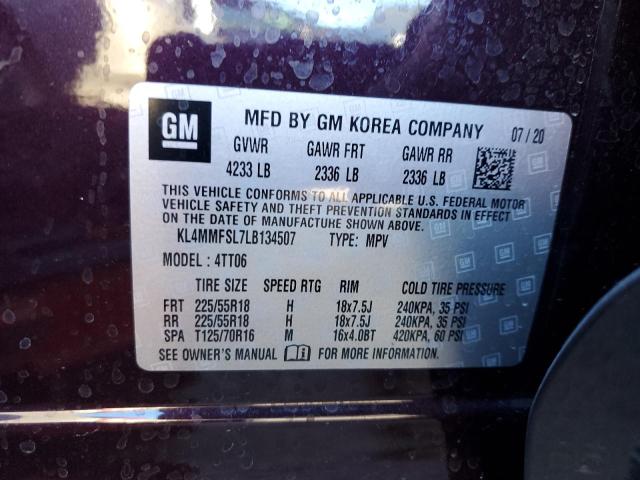 GM MFD BY GM KOREA COMPANY 07/20
GVWR GAWR FRT GAWR RR
4233 LB 2336 LB 2336 LB
THIS VEHICLE CONFORMS TO ALL APPLICABLE U.S. FEDERAL MOTOR
VEHICLE SAFETY AND THEFT PREVENTION STANDARDS IN EFFECT
ON THE DATE OF MANUFACTURE SHOWN ABOVE.
KL4MMFSL7LB134507 TYPE: MPV
MODEL: 4TT06
TIRE SIZE SPEED RTG RIM COLD TIRE PRESSURE
FRT 225/55R18 H 18x7.5J 240KPA, 35 PSI
RR 225/55R18 H 18x7.5J 240KPA, 35 PSI
SPA T125/70R16 M 16x4.0BT 420KPA, 60 PSI
SEE OWNER'S MANUAL FOR MORE INFORMATION.